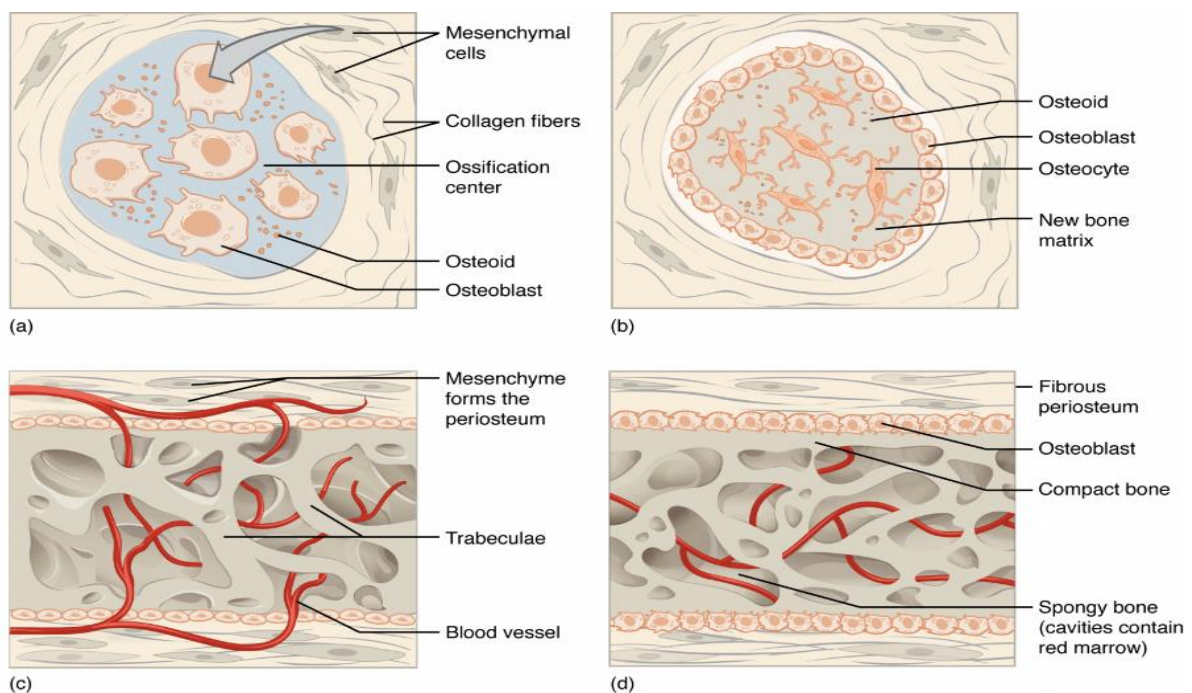 Mesenchymal
cells
Collagen fibers
Ossification
center
Osteoid
Osteoblast
(a)
Osteoid
Osteoblast
Osteocyte
New bone
matrix
(b)
Mesenchyme
forms the
periosteum
Trabeculae
Blood vessel
(c)
Fibrous
periosteum
Osteoblast
Compact bone
Spongy bone
(cavities contain
red marrow)
(d)